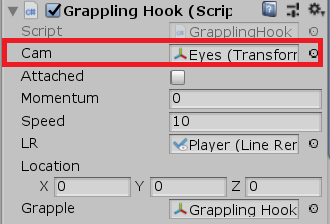 Grappling Hook (Scrip
Script GrapplingHook
Cam Eyes (Transform
Attached
Momentum 0
Speed 10
LR Player (Line Ren
Location
X 0 Y 0 Z 0
Grapple Grappling Hook